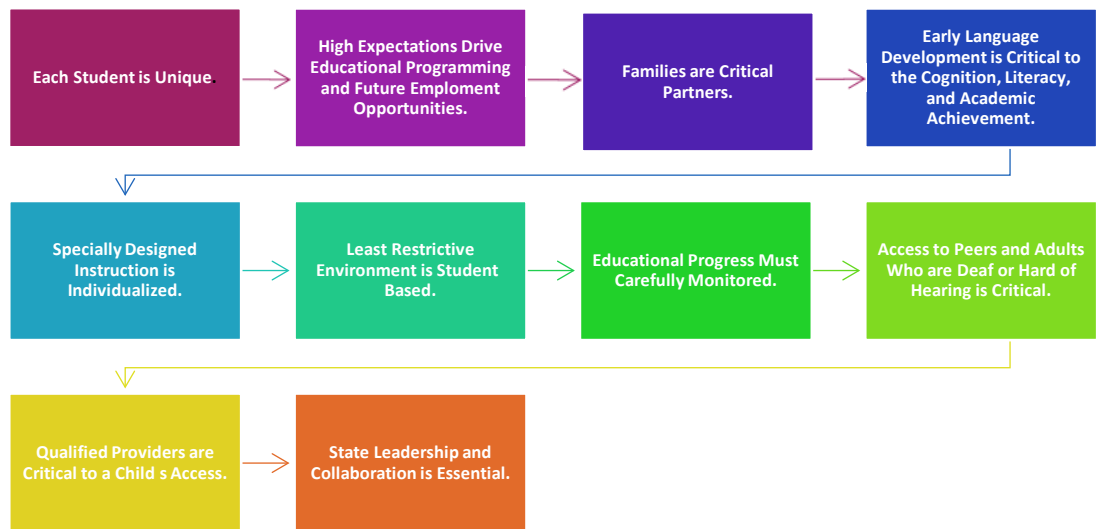 Each Student is Unique.
High Expectations Drive
Educational Programming
and Future Emploment
Opportunities.
Families are Critical
Partners.
Early Language
Development is Critical to
the Cognition, Literacy,
and Academic
Achievement.
Specially Designed
Instruction is
Individualized.
Least Restrictive
Environment is Student
Based.
Educational Progress Must
Carefully Monitored.
Access to Peers and Adults
Who are Deaf or Hard of
Hearing is Critical.
Qualified Providers are
Critical to a Child s Access.
State Leadership and
Collaboration is Essential.